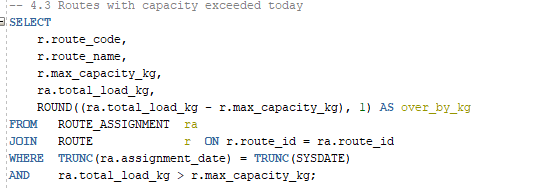 -- 4.3 Routes with capacity exceeded today
SELECT
    r.route_code,
    r.route_name,
    r.max_capacity_kg,
    ra.total_load_kg,
    ROUND((ra.total_load_kg - r.max_capacity_kg), 1) AS over_by_kg
FROM   ROUTE_ASSIGNMENT  ra
JOIN   ROUTE             r  ON r.route_id = ra.route_id
WHERE  TRUNC(ra.assignment_date) = TRUNC(SYSDATE)
AND    ra.total_load_kg > r.max_capacity_kg;